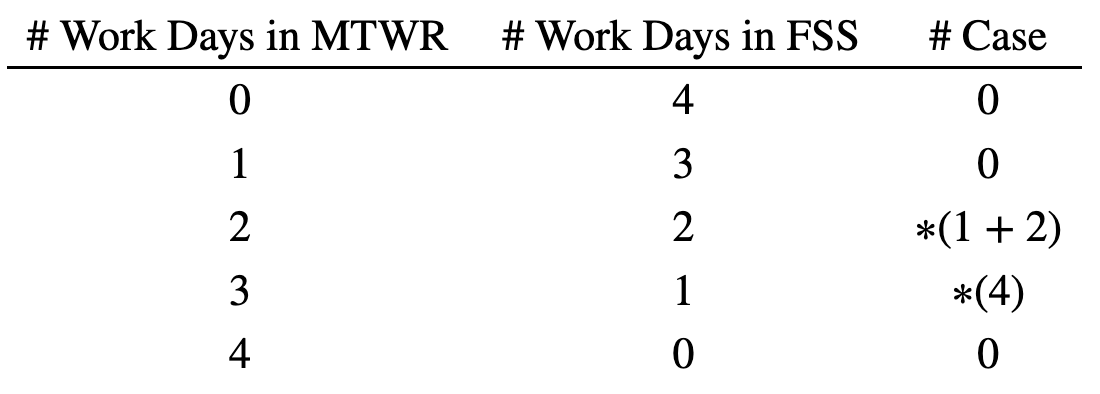 # Work Days in MTWR # Work Days in FSS # Case
0 4 0
1 3 0
2 2 *(1 + 2)
3 1 *(4)
4 0 0